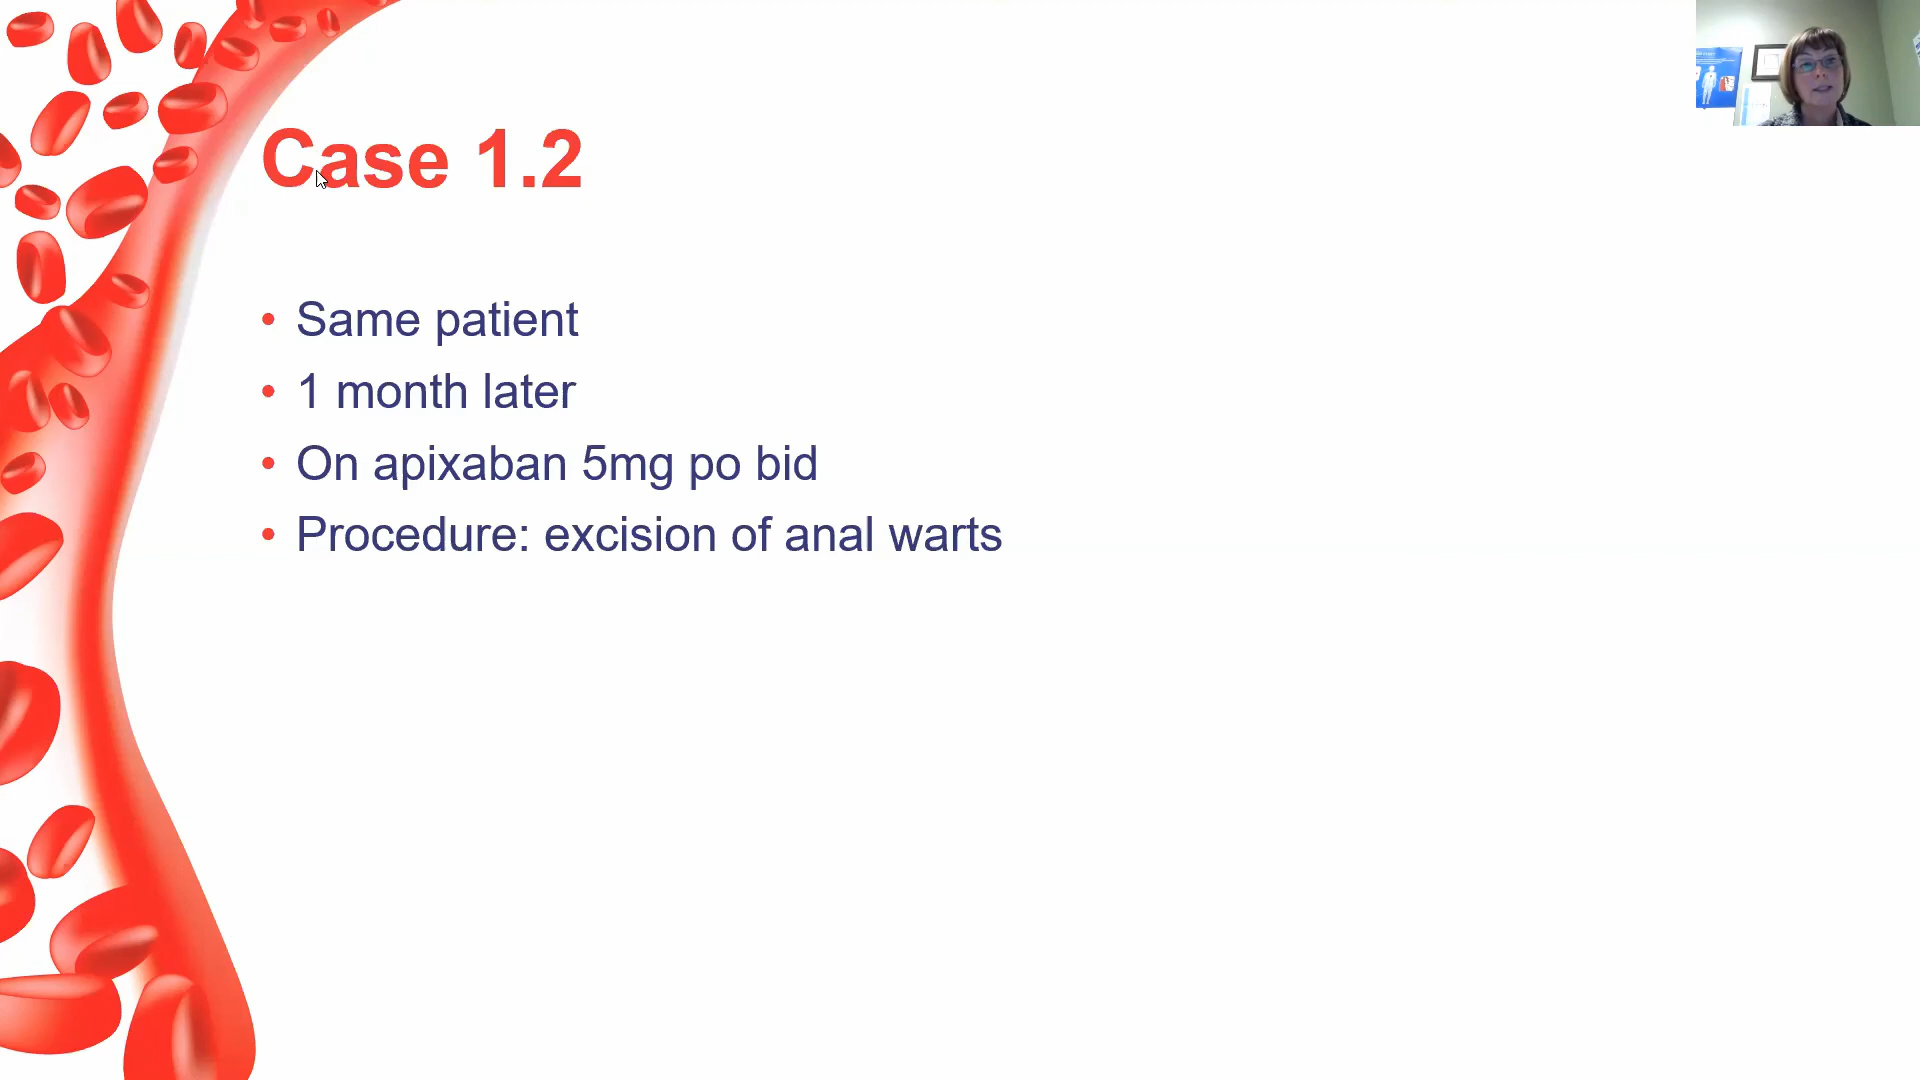 Case 1.2
• Same patient
• 1 month later
• On apixaban 5mg po bid
• Procedure: excision of anal warts